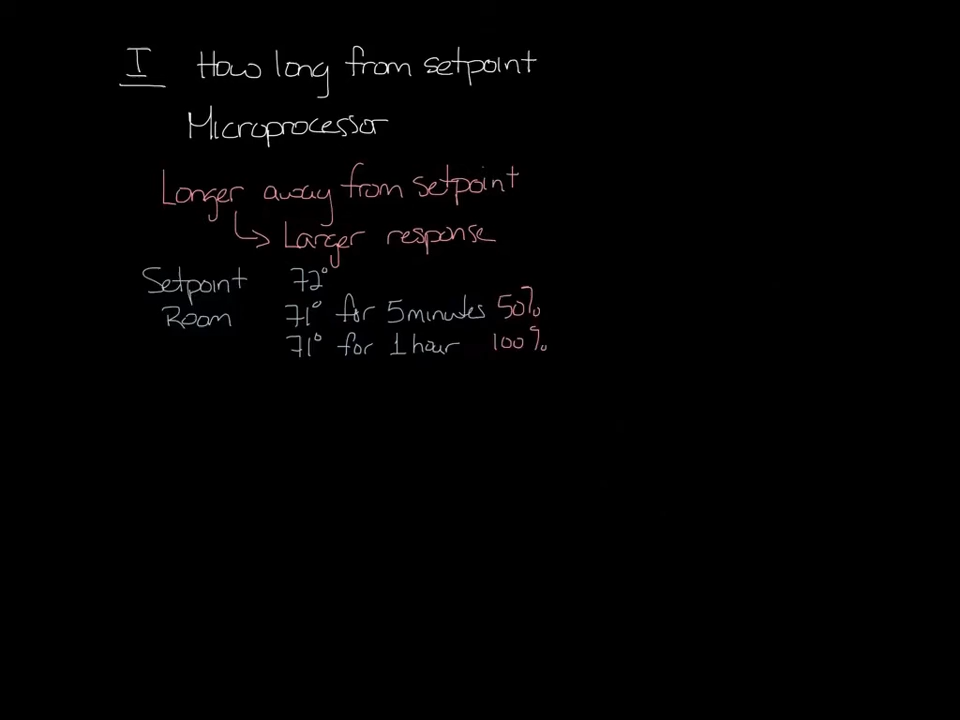 I How long from setpoint
Microprocessor
Longer away from setpoint
Larger response
Setpoint 72°
Room 71° for 5 minutes 50%
71° for 1 hour 100%